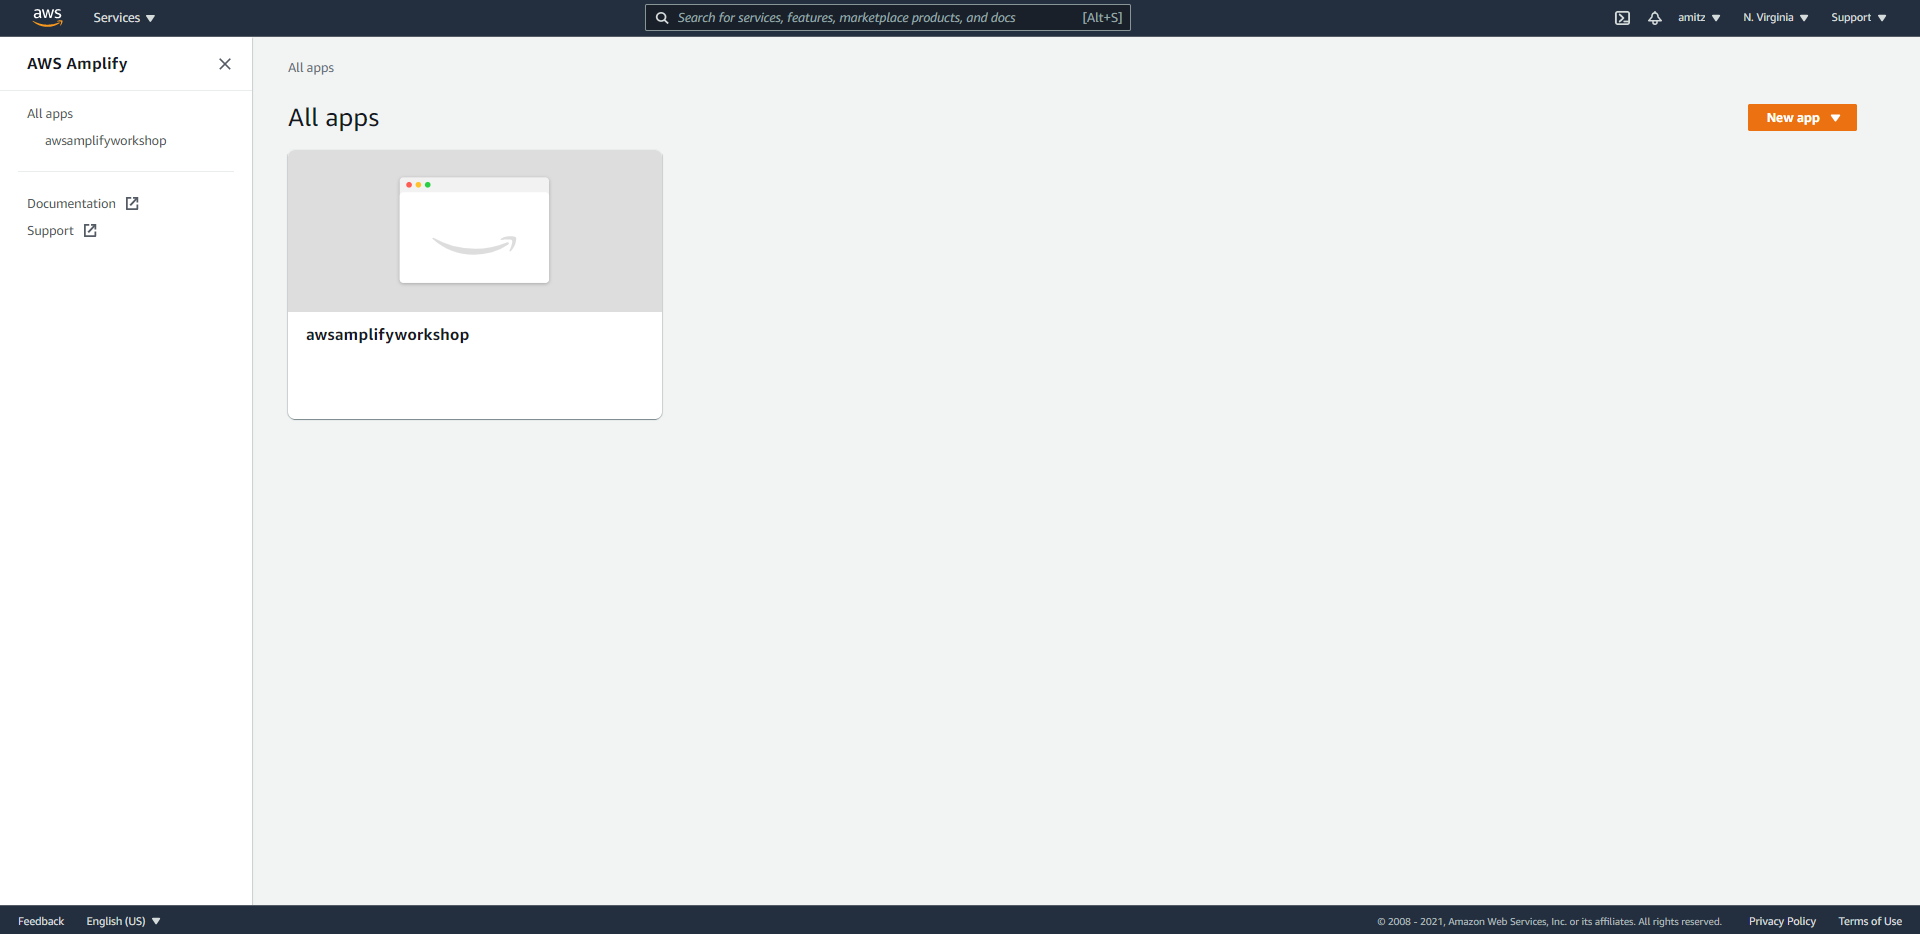 aws Services Search for services, features, marketplace products, and docs [Alt+S] amitz N. Virginia Support
AWS Amplify
All apps
awsamplifyworkshop
Documentation
Support
All apps
All apps
New app
awsamplifyworkshop
Feedback English (US) © 2008 - 2021, Amazon Web Services, Inc. or its affiliates. All rights reserved. Privacy Policy Terms of Use